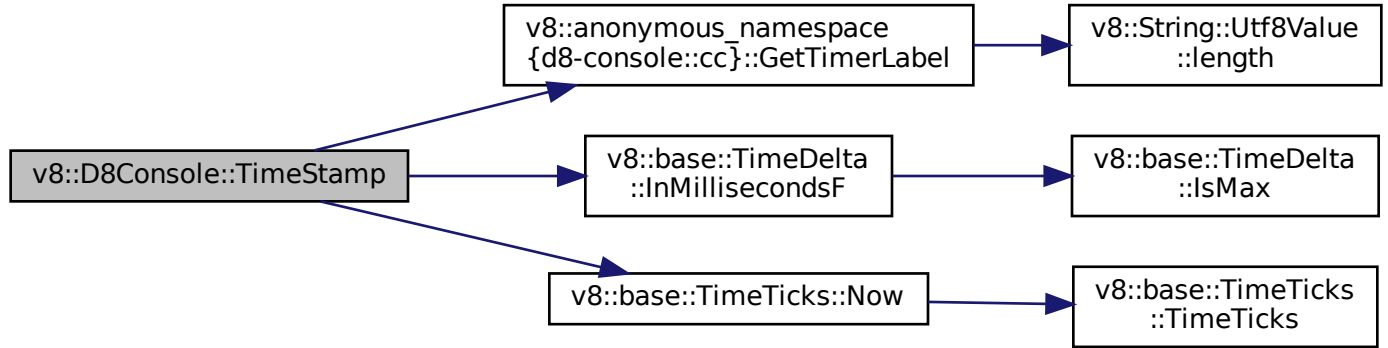 v8::anonymous_namespace
{d8-console::cc}::GetTimerLabel
v8::String::Utf8Value
::length
v8::D8Console::TimeStamp
v8::base::TimeDelta
::InMillisecondsF
v8::base::TimeDelta
::IsMax
v8::base::TimeTicks::Now
v8::base::TimeTicks
::TimeTicks